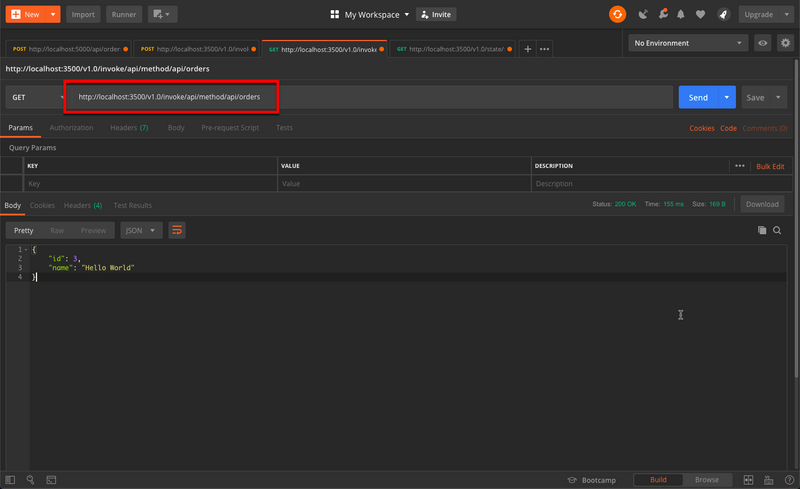 New Import Runner My Workspace Invite Upgrade
POST http://localhost:5000/api/order POST http://localhost:3500/v1.0/invok GET http://localhost:3500/v1.0/invoke GET http://localhost:3500/v1.0/state/ No Environment
http://localhost:3500/v1.0/invoke/api/method/api/orders
GET http://localhost:3500/v1.0/invoke/api/method/api/orders Send Save
Params Authorization Headers (7) Body Pre-request Script Tests Cookies Code Comments (0)
Query Params
KEY VALUE DESCRIPTION ••• Bulk Edit
Key Value Description
Body Cookies Headers (4) Test Results Status: 200 OK Time: 155 ms Size: 169 B Download
Pretty Raw Preview JSON
1 {
2 "id": 3,
3 "name": "Hello World"
4 }
Bootcamp Build Browse